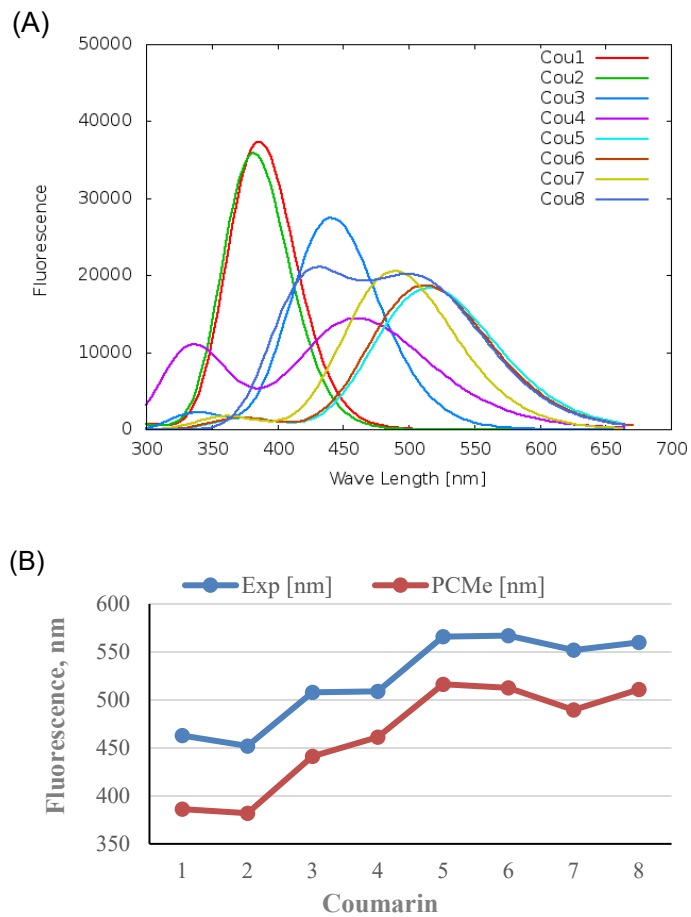 (A)
50000
40000
30000
20000
10000
0
Fluorescence
300 350 400 450 500 550 600 650 700
Wave Length [nm]
Cou1
Cou2
Cou3
Cou4
Cou5
Cou6
Cou7
Cou8
(B)
Exp [nm] PCMe [nm]
600
550
500
450
400
350
Fluorescence, nm
1 2 3 4 5 6 7 8
Coumarin